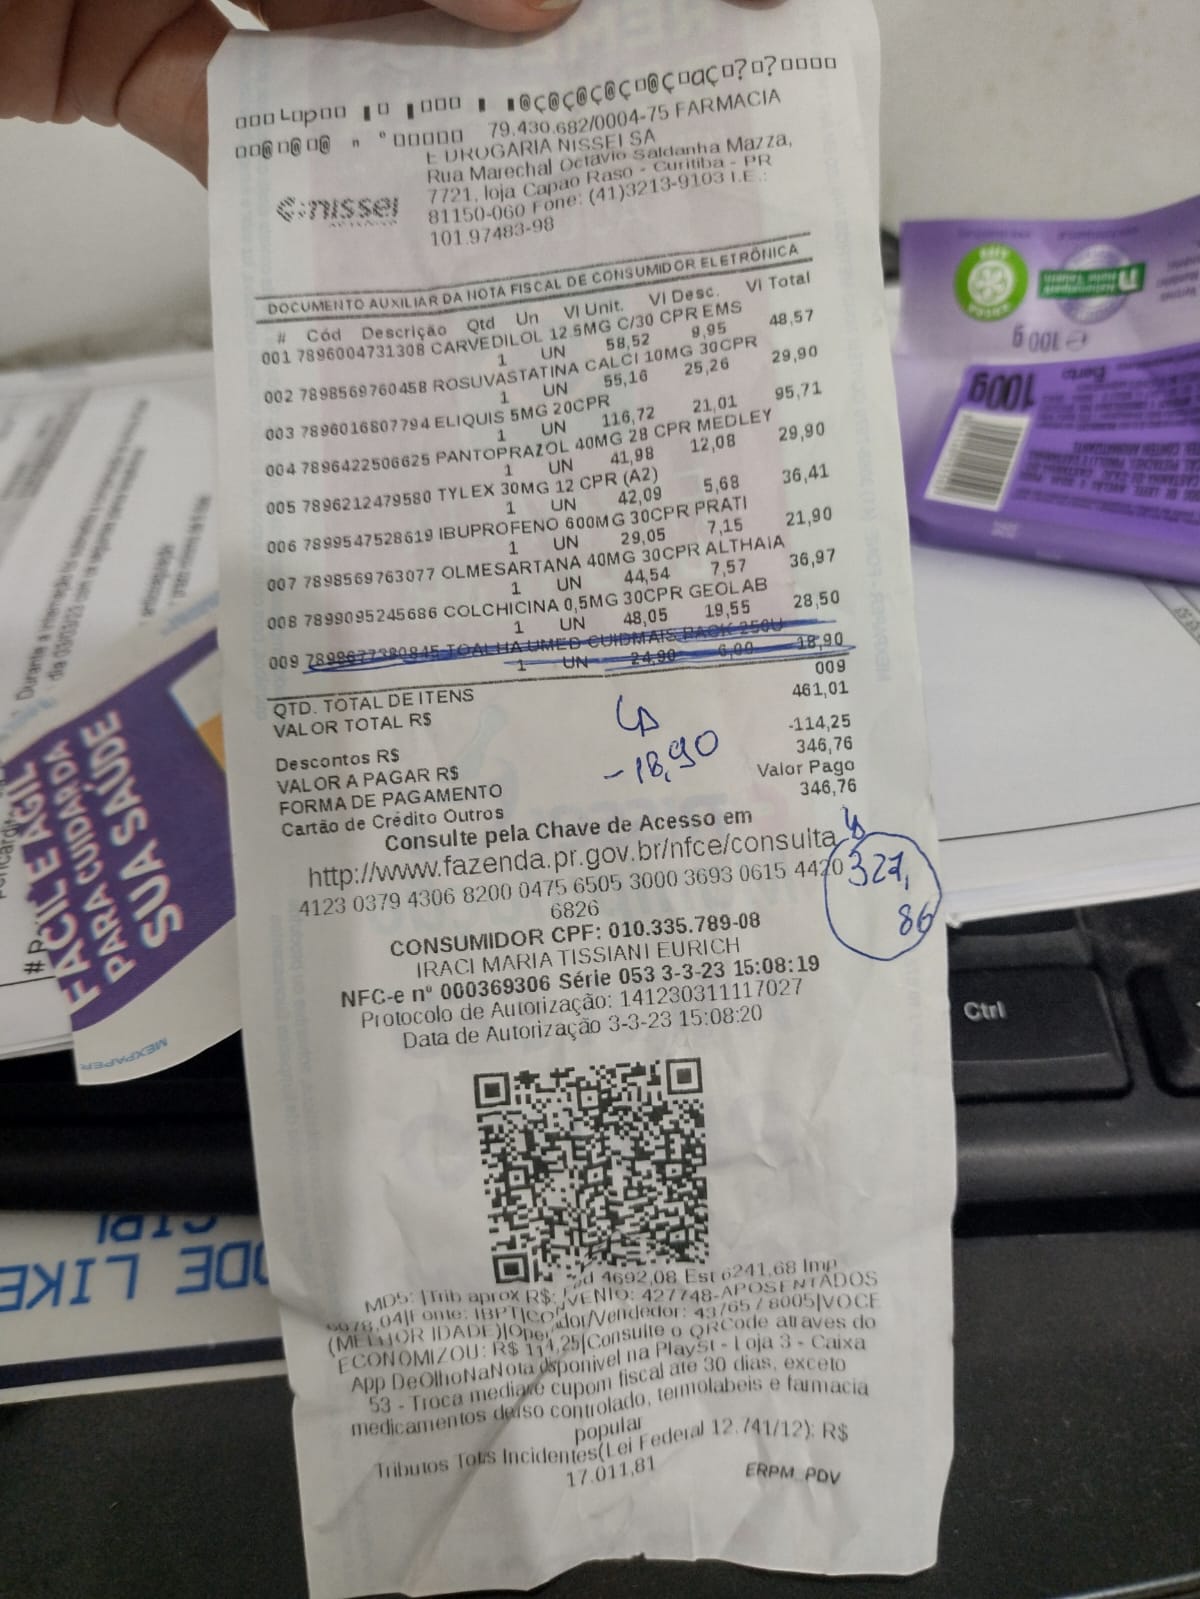 79.430.682/0004-75 FARMACIA
E DROGARIA NISSEI SA
Rua Marechal Octavio Saldanha Mazza,
7721, loja Capao Raso - Curitiba - PR
81150-060 Fone: (41)3213-9103 I.E.:
101.97483-98
nissei
DOCUMENTO AUXILIAR DA NOTA FISCAL DE CONSUMIDOR ELETRÔNICA
# Cód Descrição Qtd Un Vl Unit. Vl Desc. Vl Total
001 7896004731308 CARVEDILOL 12.5MG C/30 CPR EMS
1 UN 58,52 9,95 48,57
002 7898569760458 ROSUVASTATINA CALCI 10MG 30CPR
1 UN 55,16 25,26 29,90
003 7896016807794 ELIQUIS 5MG 20CPR
1 UN 116,72 21,01 95,71
004 7896422506625 PANTOPRAZOL 40MG 28 CPR MEDLEY
1 UN 41,98 12,08 29,90
005 7896212479580 TYLEX 30MG 12 CPR (A2)
1 UN 42,09 5,68 36,41
006 7899547528619 IBUPROFENO 600MG 30CPR PRATI
1 UN 29,05 7,15 21,90
007 7898569763077 OLMESARTANA 40MG 30CPR ALTHAIA
1 UN 44,54 7,57 36,97
008 7899095245686 COLCHICINA 0,5MG 30CPR GEOLAB
1 UN 48,05 19,55 28,50
009 7898677380845 TOALHA UMED CUIDMAIS PACK 250U
1 UN 24,90 6,00 18,90
QTD. TOTAL DE ITENS 009
VALOR TOTAL R$ 461,01
Descontos R$ -114,25
VALOR A PAGAR R$ 346,76
-18,90
FORMA DE PAGAMENTO Valor Pago
Cartão de Crédito Outros 346,76
Consulte pela Chave de Acesso em
http://www.fazenda.pr.gov.br/nfce/consulta
327,
86
4123 0379 4306 8200 0475 6505 3000 3693 0615 4420
6826
CONSUMIDOR CPF: 010.335.789-08
IRACI MARIA TISSIANI EURICH
NFC-e nº 000369306 Série 053 3-3-23 15:08:19
Protocolo de Autorização: 141230311117027
Data de Autorização 3-3-23 15:08:20
MD5: |Trib aprox R$: 4692,08 Est 6241,68 Imp
Fonte: IBPT| 427748-APOSENTADOS
(MELHOR IDADE)| 43765 / 8005|VOCE
ECONOMIZOU: R$ 114,25|Consulte o QRCode atraves do
App DeOlhoNaNota disponivel na PlaySt - Loja 3 - Caixa
53 - Troca mediante cupom fiscal até 30 dias, exceto
medicamentos controlado, termolabeis e farmacia
popular
Tributos Incidentes(Lei Federal 12.741/12): R$
17.011,81
ERPM_PDV
FACIL E AGIL
PARA CUIDAR DA
SUA SAÚDE
MEXPAPER
100g
100 g
Ctrl
ODE LIKE